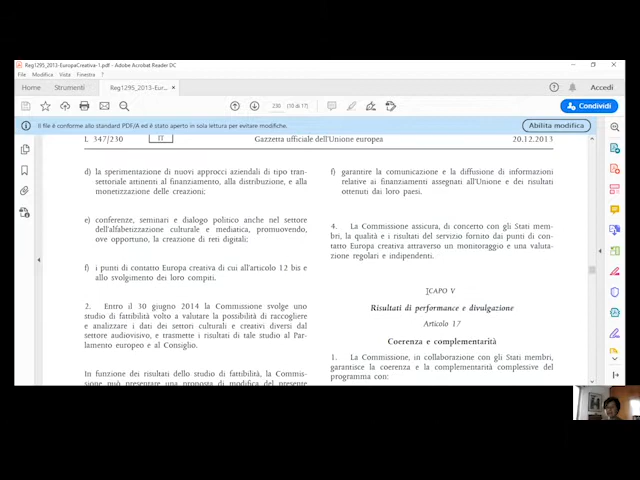 Reg1295_2013-EuropaCreativa-1.pdf - Adobe Acrobat Reader DC
File Modifica Vista Finestra ?
Home Strumenti Reg1295_2013-Eur... × Accedi
230 (10 di 17) Condividi
Il file è conforme allo standard PDF/A ed è stato aperto in sola lettura per evitare modifiche. Abilita modifica
L 347/230 IT Gazzetta ufficiale dell'Unione europea 20.12.2013
d) la sperimentazione di nuovi approcci aziendali di tipo tran-
settoriale attinenti al finanziamento, alla distribuzione, e alla
monetizzazione delle creazioni;
e) conferenze, seminari e dialogo politico anche nel settore
dell'alfabetizzazione culturale e mediatica, promuovendo,
ove opportuno, la creazione di reti digitali;
f) i punti di contatto Europa creativa di cui all'articolo 12 bis e
allo svolgimento dei loro compiti.
2. Entro il 30 giugno 2014 la Commissione svolge uno
studio di fattibilità volto a valutare la possibilità di raccogliere
e analizzare i dati dei settori culturali e creativi diversi dal
settore audiovisivo, e trasmette i risultati di tale studio al Par-
lamento europeo e al Consiglio.
In funzione dei risultati dello studio di fattibilità, la Commis-
sione può presentare una proposta di modifica del presente
f) garantire la comunicazione e la diffusione di informazioni
relative ai finanziamenti assegnati all'Unione e dei risultati
ottenuti dai loro paesi.
4. La Commissione assicura, di concerto con gli Stati mem-
bri, la qualità e i risultati del servizio fornito dai punti di con-
tatto Europa creativa attraverso un monitoraggio e una valuta-
zione regolari e indipendenti.
CAPO V
Risultati di performance e divulgazione
Articolo 17
Coerenza e complementarità
1. La Commissione, in collaborazione con gli Stati membri,
garantisce la coerenza e la complementarità complessive del
programma con: